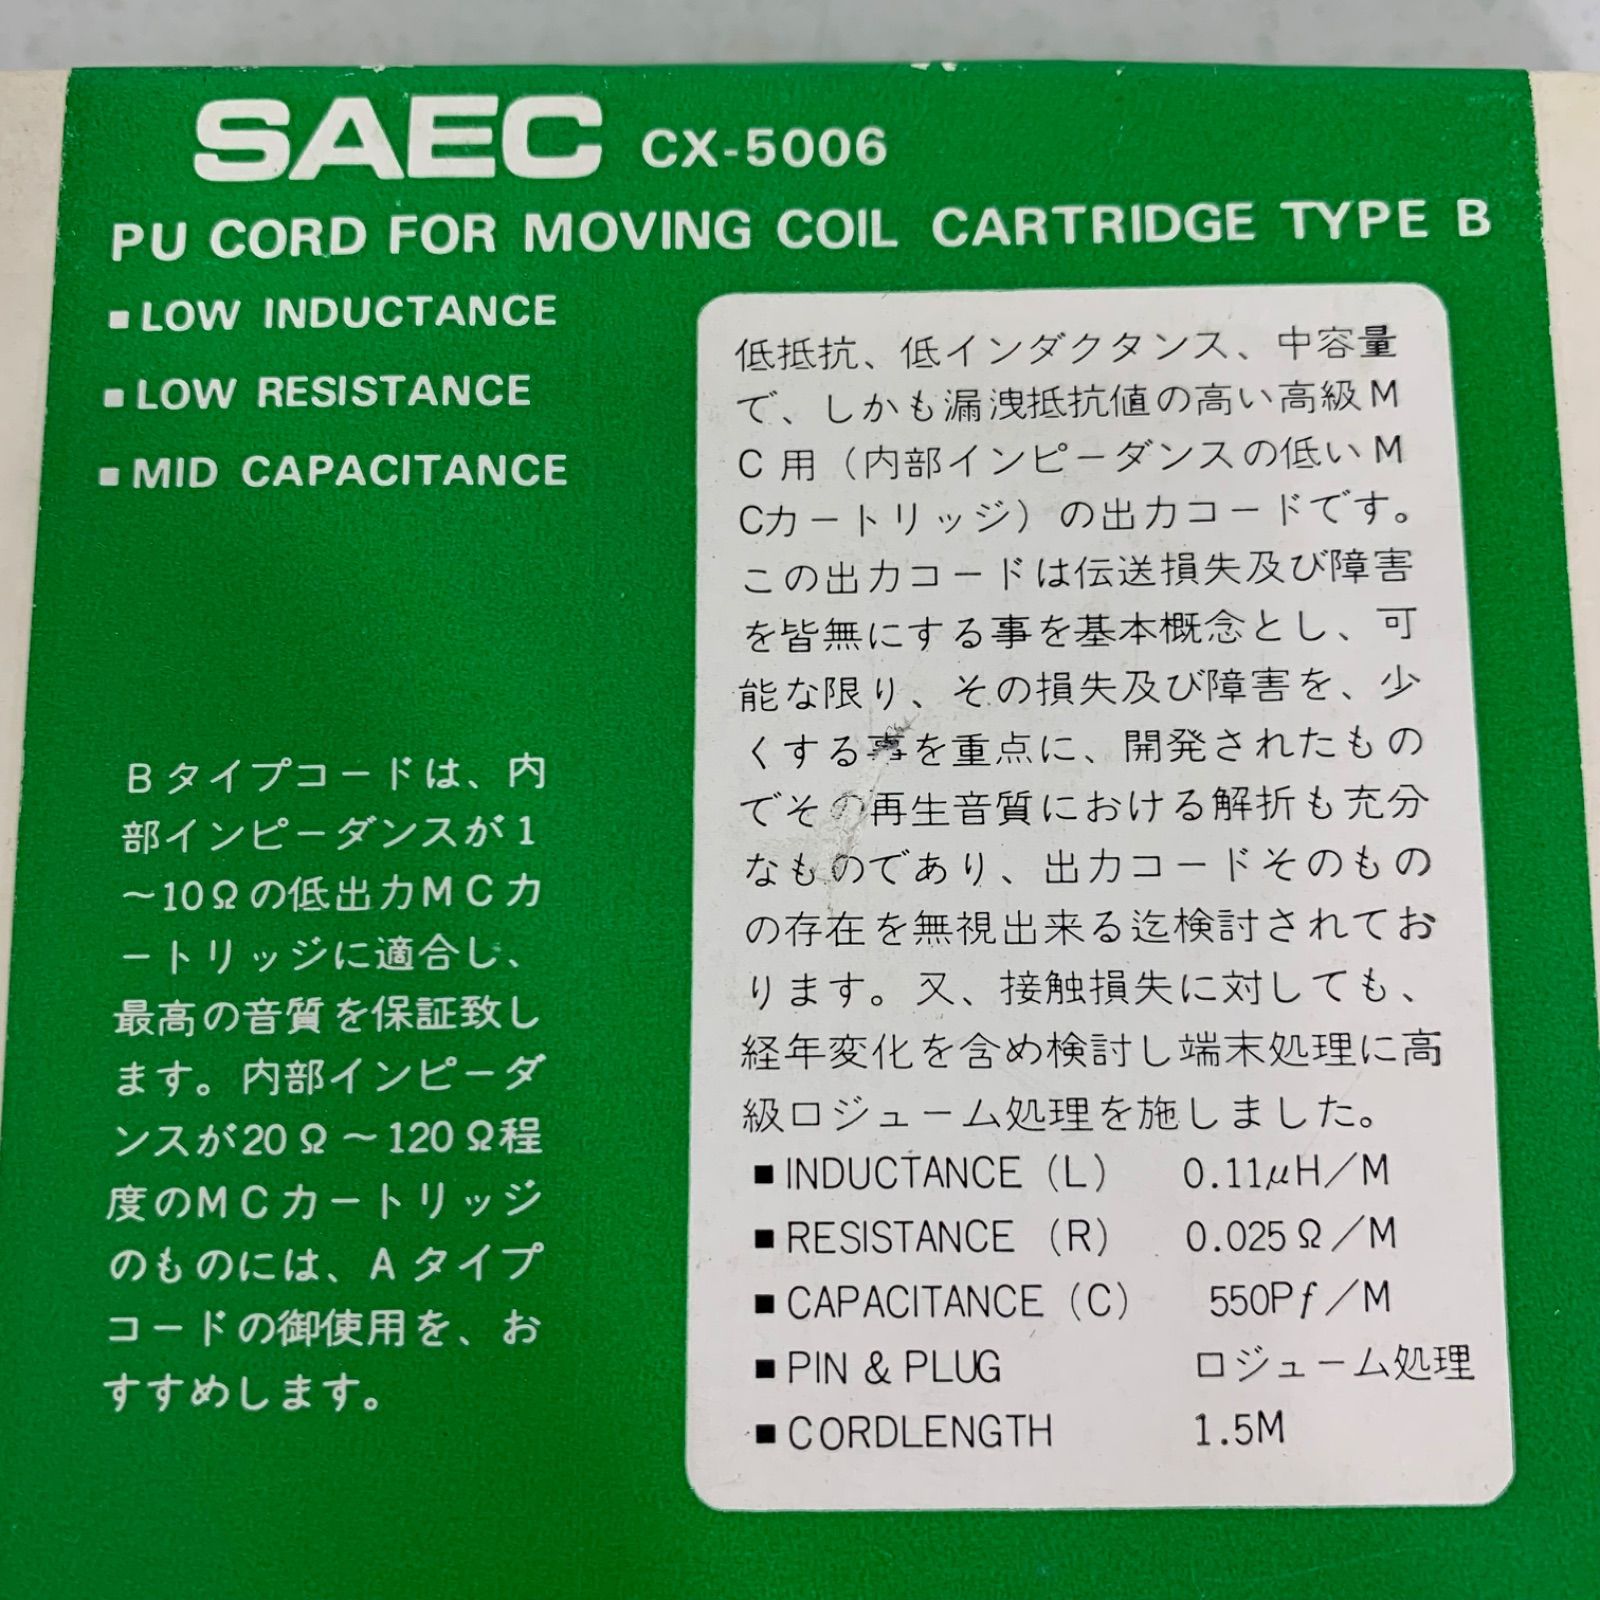 SAEC CX-5006
PU CORD FOR MOVING COIL CARTRIDGE TYPE B
■LOW INDUCTANCE
■LOW RESISTANCE
■MID CAPACITANCE
Bタイプコードは、内
部インピーダンスが1
〜10Ωの低出力MCカ
ートリッジに適合し、
最高の音質を保証致し
ます。内部インピーダ
ンスが20Ω〜120Ω程
度のMCカートリッジ
のものには、Aタイプ
コードの御使用を、お
すすめします。
低抵抗、低インダクタンス、中容量
で、しかも漏洩抵抗値の高い高級M
C用（内部インピーダンスの低いM
Cカートリッジ）の出力コードです。
この出力コードは伝送損失及び障害
を皆無にする事を基本概念とし、可
能な限り、その損失及び障害を、少
くする事を重点に、開発されたもの
でその再生音質における解折も充分
なものであり、出力コードそのもの
の存在を無視出来る迄検討されてお
ります。又、接触損失に対しても、
経年変化を含め検討し端末処理に高
級ロジューム処理を施しました。
■INDUCTANCE (L) 0.11μH/M
■RESISTANCE (R) 0.025Ω/M
■CAPACITANCE (C) 550Pf/M
■PIN & PLUG ロジューム処理
■CORDLENGTH 1.5M